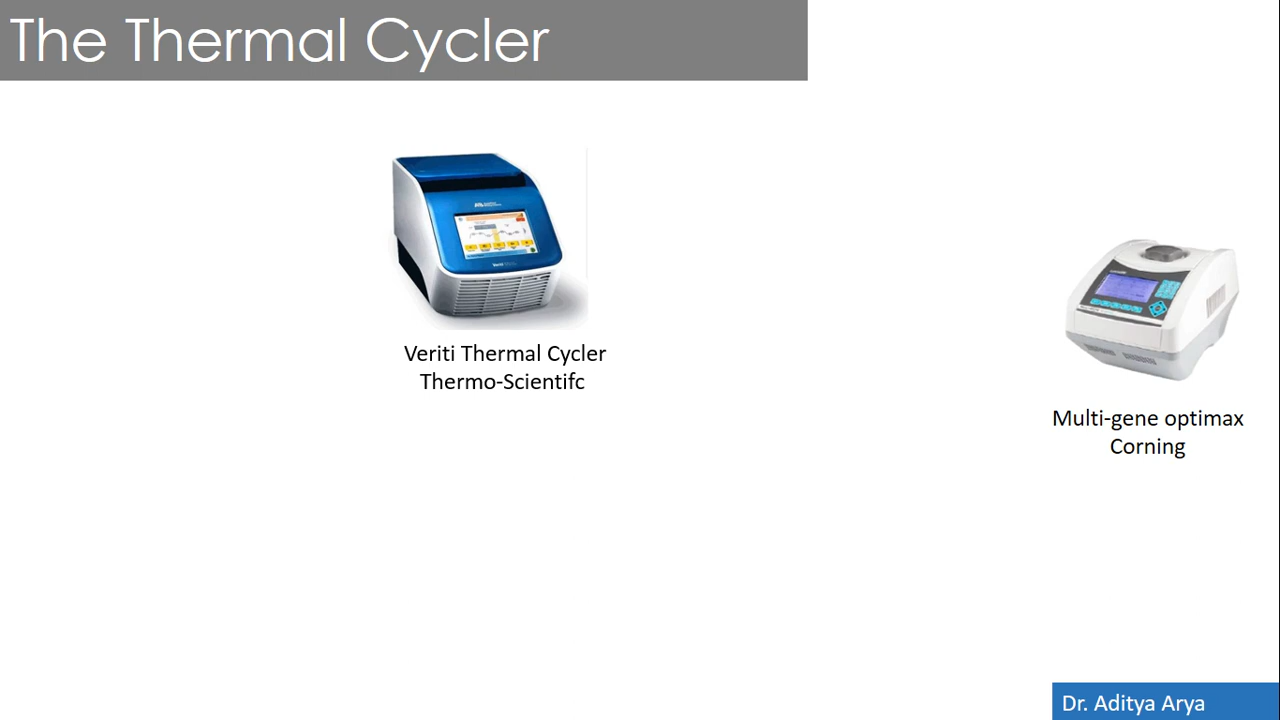 The Thermal Cycler
Veriti Thermal Cycler
Thermo-Scientifc
Multi-gene optimax
Corning
Dr. Aditya Arya